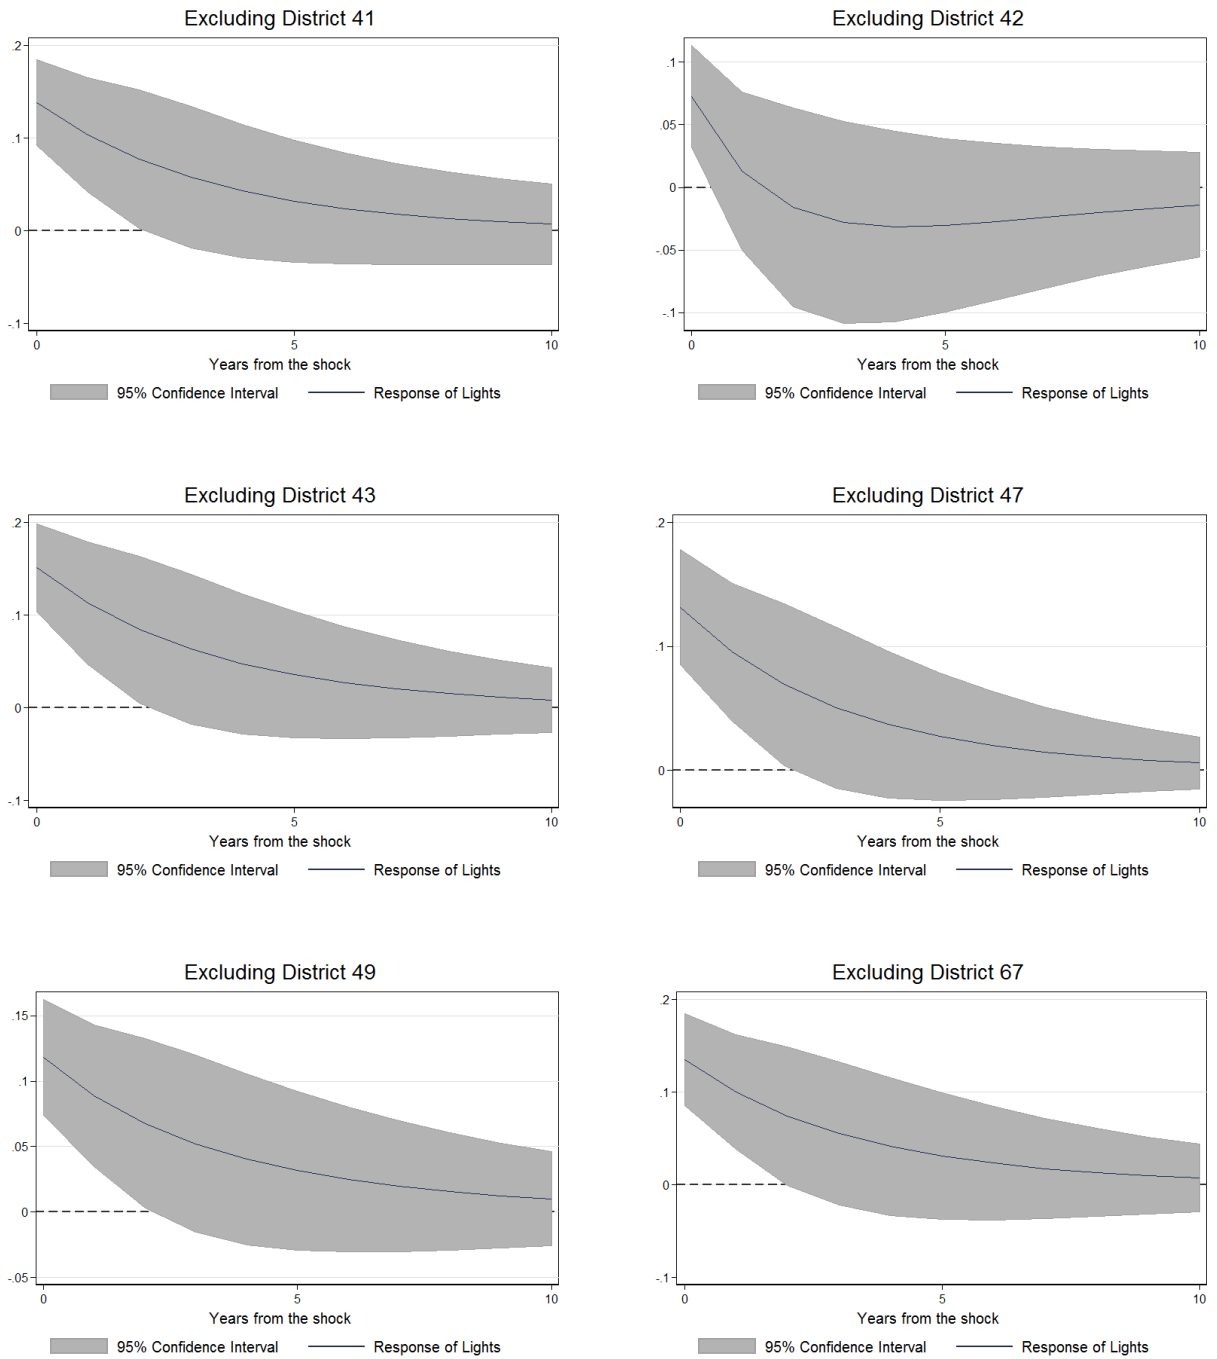 Excluding District 41
.2
.1
0
-.1
0
5
10
Years from the shock
95% Confidence Interval
Response of Lights
Excluding District 42
.1
.05
0
-.05
-.1
0
5
10
Years from the shock
95% Confidence Interval
Response of Lights
Excluding District 43
.2
.1
0
-.1
0
5
10
Years from the shock
95% Confidence Interval
Response of Lights
Excluding District 47
.2
.1
0
0
5
10
Years from the shock
95% Confidence Interval
Response of Lights
Excluding District 49
.15
.1
.05
0
-.05
0
5
10
Years from the shock
95% Confidence Interval
Response of Lights
Excluding District 67
.2
.1
0
-.1
0
5
10
Years from the shock
95% Confidence Interval
Response of Lights